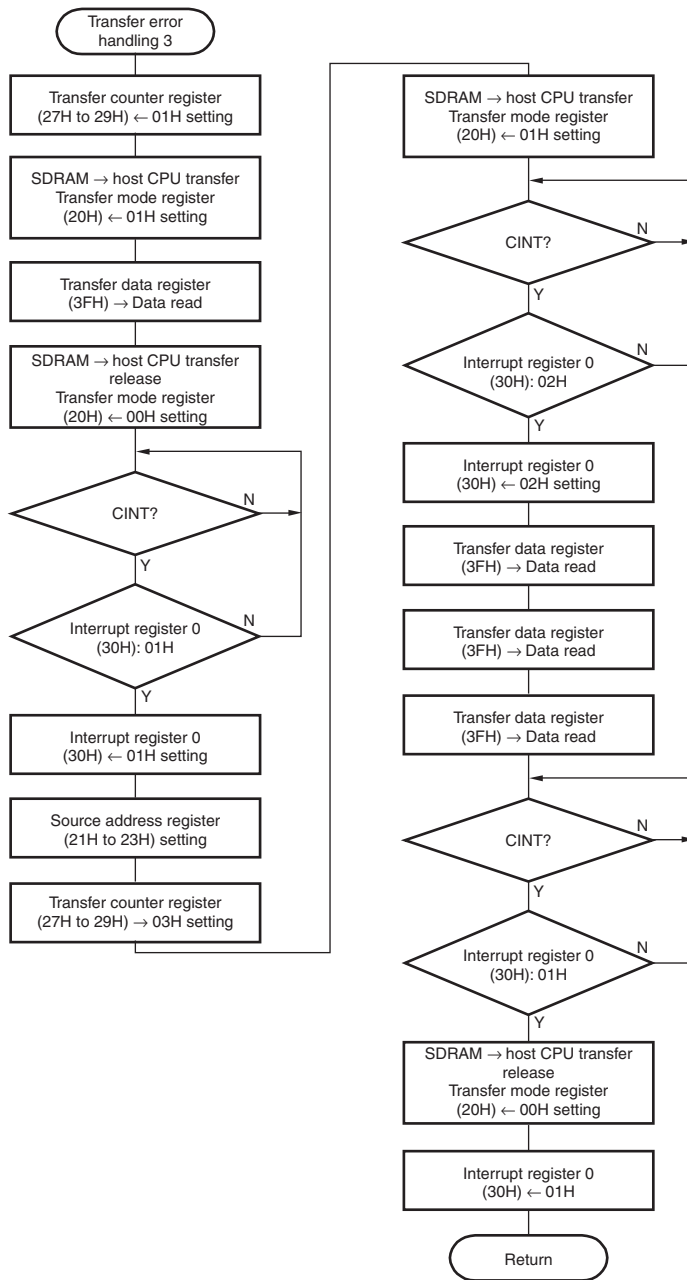 Transfer error
handling 3
Transfer counter register
(27H to 29H) ← 01H setting
SDRAM → host CPU transfer
Transfer mode register
(20H) ← 01H setting
Transfer data register
(3FH) → Data read
SDRAM → host CPU transfer
release
Transfer mode register
(20H) ← 00H setting
CINT?
N
Y
Interrupt register 0
(30H): 01H
N
Y
Interrupt register 0
(30H) ← 01H setting
Source address register
(21H to 23H) setting
Transfer counter register
(27H to 29H) → 03H setting
SDRAM → host CPU transfer
Transfer mode register
(20H) ← 01H setting
CINT?
N
Y
Interrupt register 0
(30H): 02H
N
Y
Interrupt register 0
(30H) ← 02H setting
Transfer data register
(3FH) → Data read
Transfer data register
(3FH) → Data read
Transfer data register
(3FH) → Data read
CINT?
N
Y
Interrupt register 0
(30H): 01H
N
Y
SDRAM → host CPU transfer
release
Transfer mode register
(20H) ← 00H setting
Interrupt register 0
(30H) ← 01H
Return